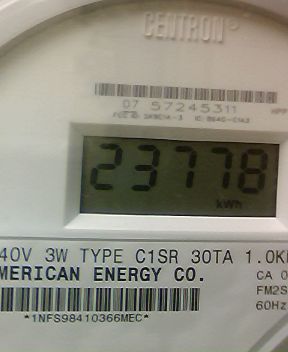 CENTRON®
07 57245311
23778
kWh
40V 3W TYPE C1SR 30TA 1.0K
MERICAN ENERGY CO.
CA 0
FM2S
60Hz
*1NFS98410366MEC*